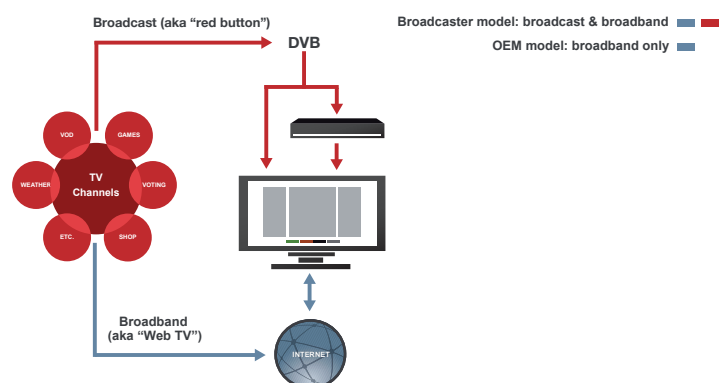 Broadcast (aka “red button”)
DVB
Broadcaster model: broadcast & broadband
OEM model: broadband only
VOD
GAMES
WEATHER
TV
Channels
VOTING
ETC.
SHOP
Broadband
(aka “Web TV”)
INTERNET